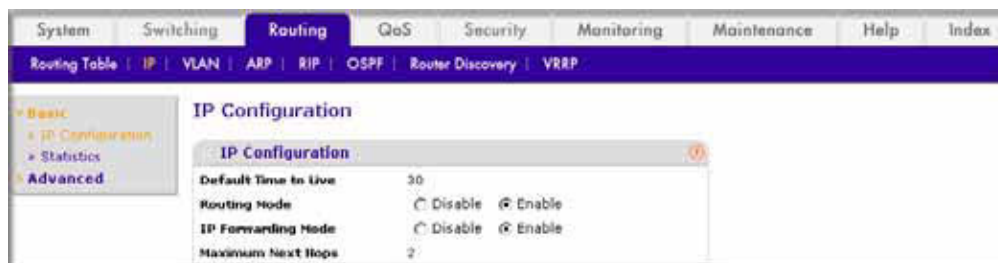 System Switching Routing QoS Security Monitoring Maintenance Help Index
Routing Table | IP | VLAN | ARP | RIP | OSPF | Router Discovery | VRRP
Basic
» IP Configuration
» Statistics
Advanced
IP Configuration
IP Configuration
Default Time to Live 30
Routing Mode Disable Enable
IP Forwarding Mode Disable Enable
Maximum Next Hops 2